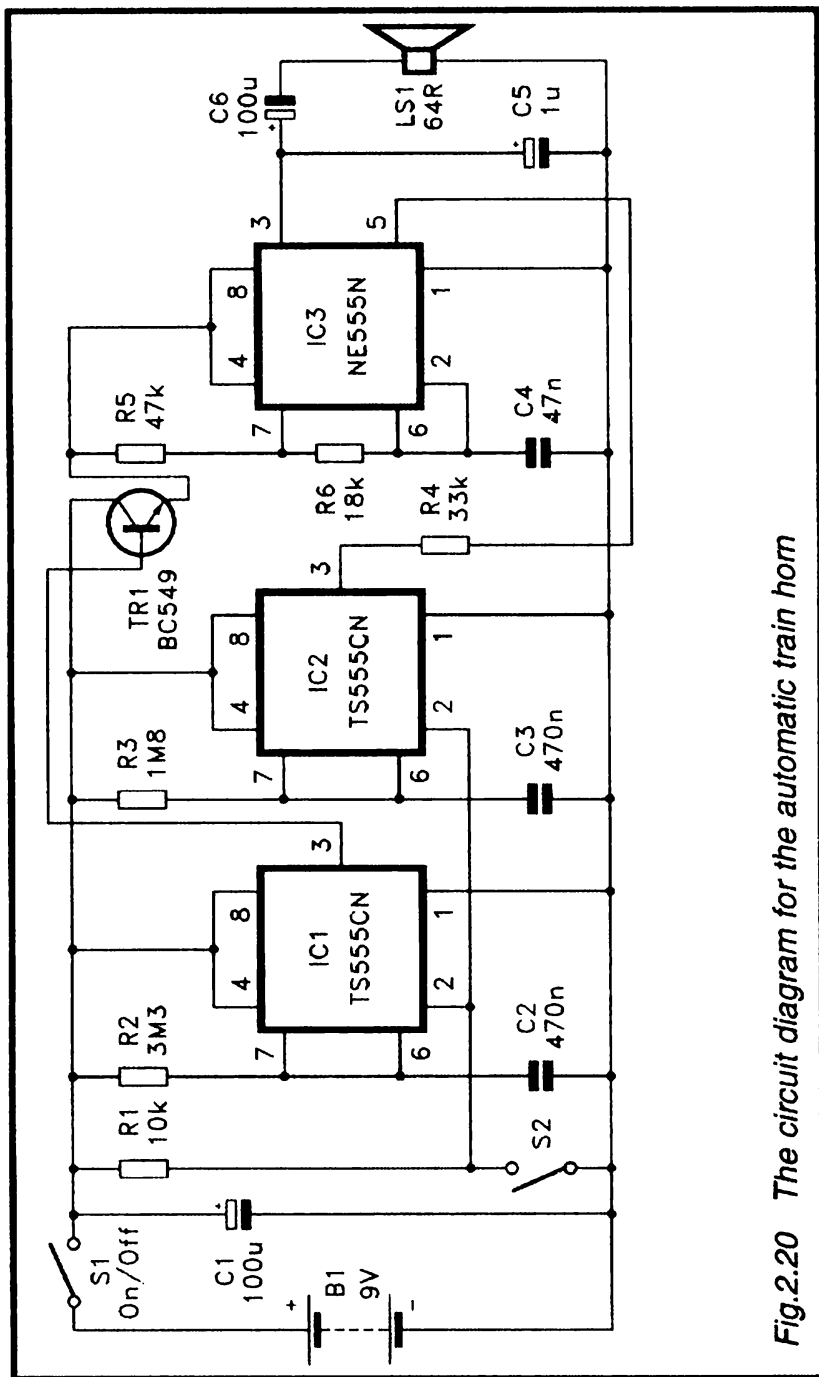 S1
On/Off
B1
9V
+
-
C1
100u
+
R1
10k
S2
R2
3M3
C2
470n
IC1
TS555CN
4
8
7
6
2
1
3
R3
1M8
C3
470n
IC2
TS555CN
4
8
7
6
2
1
3
TR1
BC549
R4
33k
R5
47k
R6
18k
C4
47n
IC3
NE555N
4
8
7
6
2
1
3
5
C6
100u
+
LS1
64R
C5
1u
+
Fig.2.20 The circuit diagram for the automatic train horn